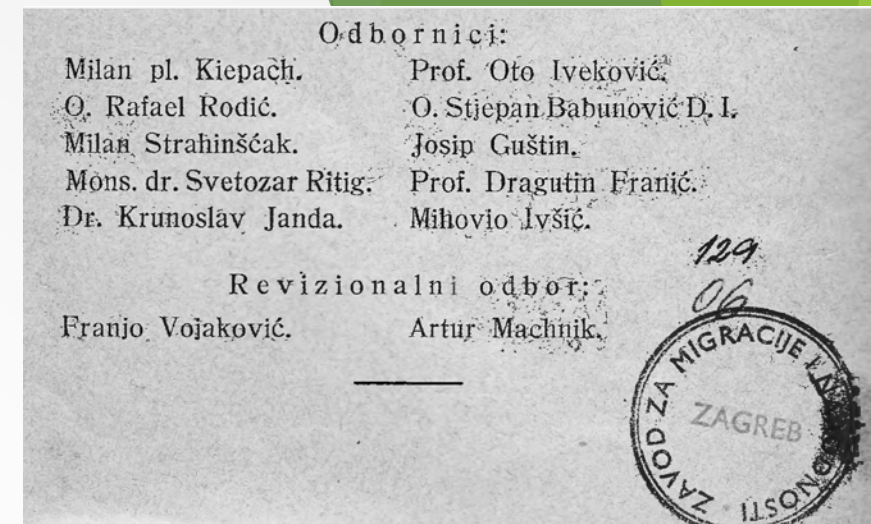 Odbornici:
Milan pl. Kiepach. Prof. Oto Iveković.
O. Rafael Rodić. O. Stjepan Babunović D. I.
Milan Strahinšćak. Josip Guštin.
Mons. dr. Svetozar Ritig. Prof. Dragutin Franić.
Dr. Krunoslav Janda. Mihovio Ivšić.
129
06
Revizionalni odbor:
Franjo Vojaković. Artur Machnik.
ZAVOD ZA MIGRACIJE I
ZAGREB